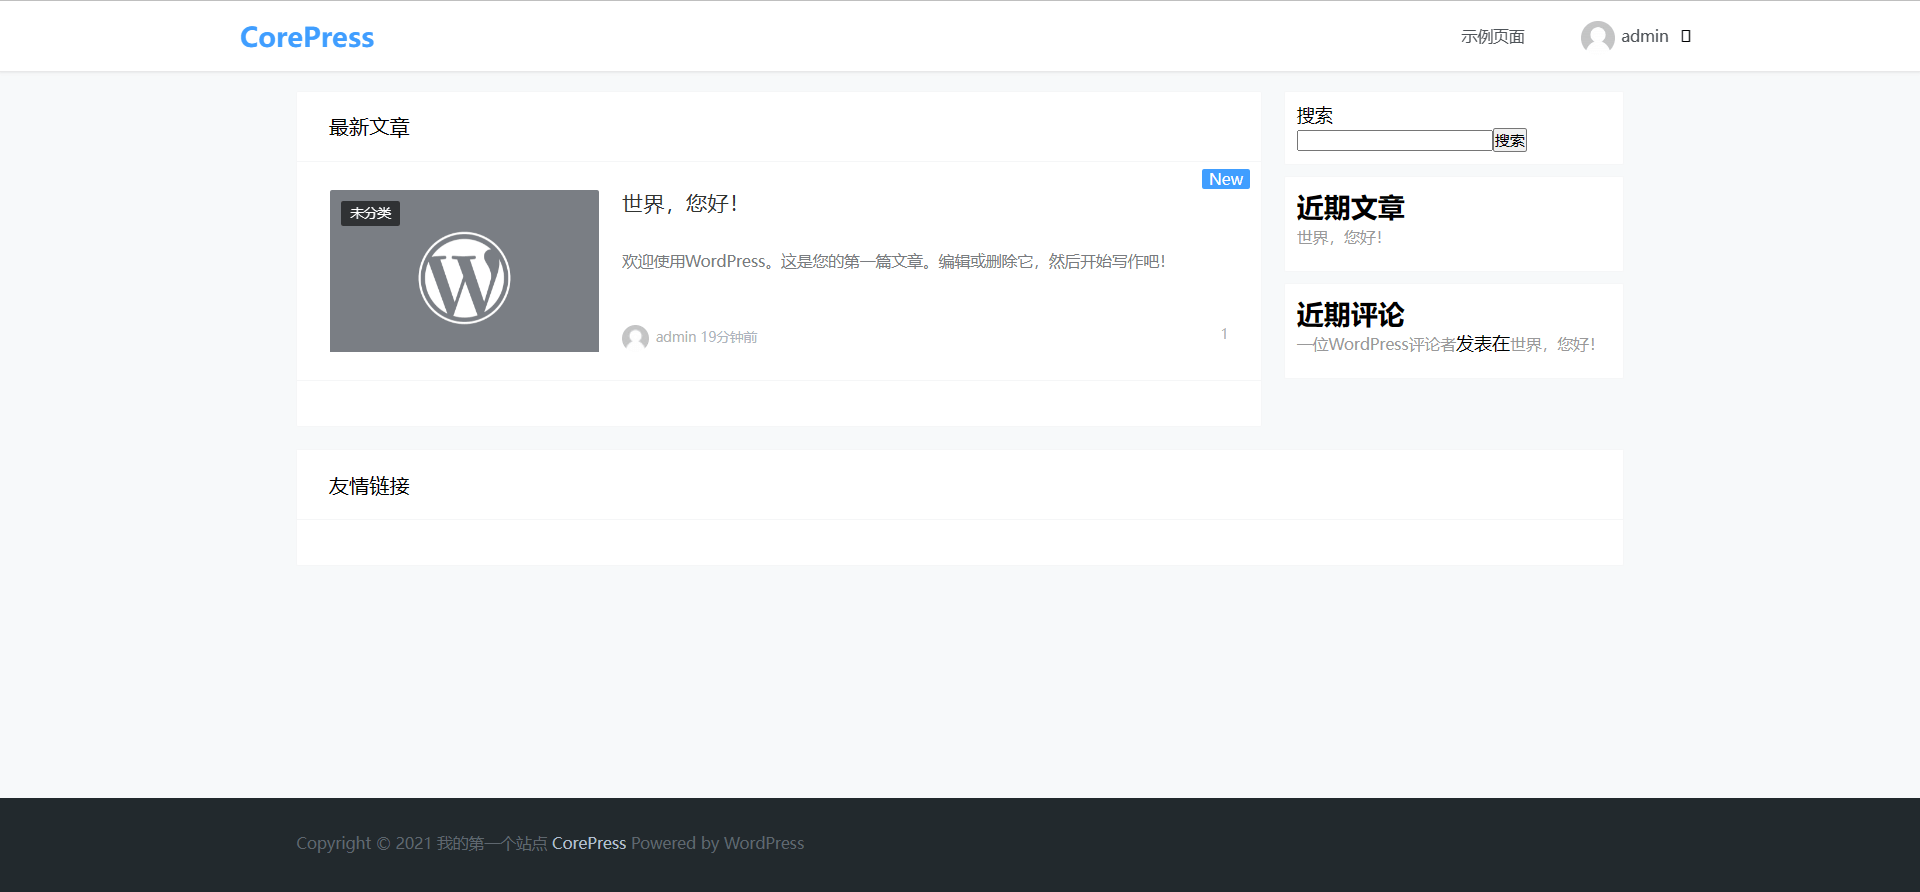 CorePress
示例页面
admin
最新文章
New
未分类
世界，您好！
欢迎使用WordPress。这是您的第一篇文章。编辑或删除它，然后开始写作吧！
admin 19分钟前
1
搜索
搜索
近期文章
世界，您好！
近期评论
一位WordPress评论者发表在世界，您好！
友情链接
Copyright © 2021 我的第一个站点 CorePress Powered by WordPress